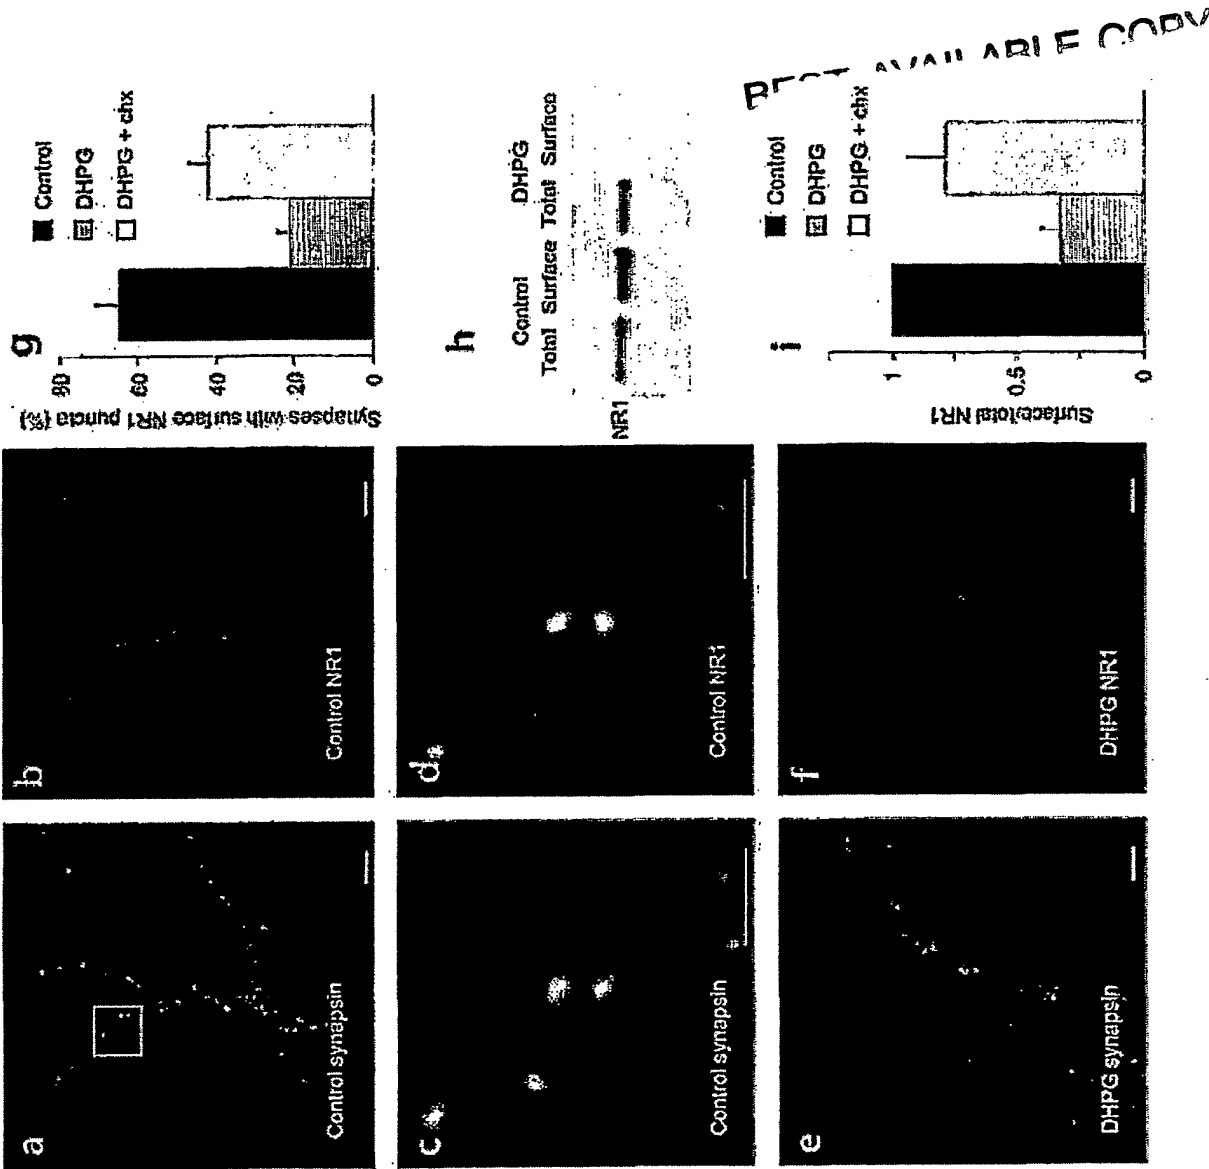 a
Control synapsin
b
Control NR1
c
Control synapsin
d
Control NR1
e
DHPG synapsin
f
DHPG NR1
g
Synapses with surface NR1 puncta (%)
80
60
40
20
0
Control
DHPG
DHPG + chx
h
Control DHPG
Total Surface Total Surface
NR1
i
Surface/total NR1
1
0.5
0
Control
DHPG
DHPG + chx
BEST AVAILABLE COPY